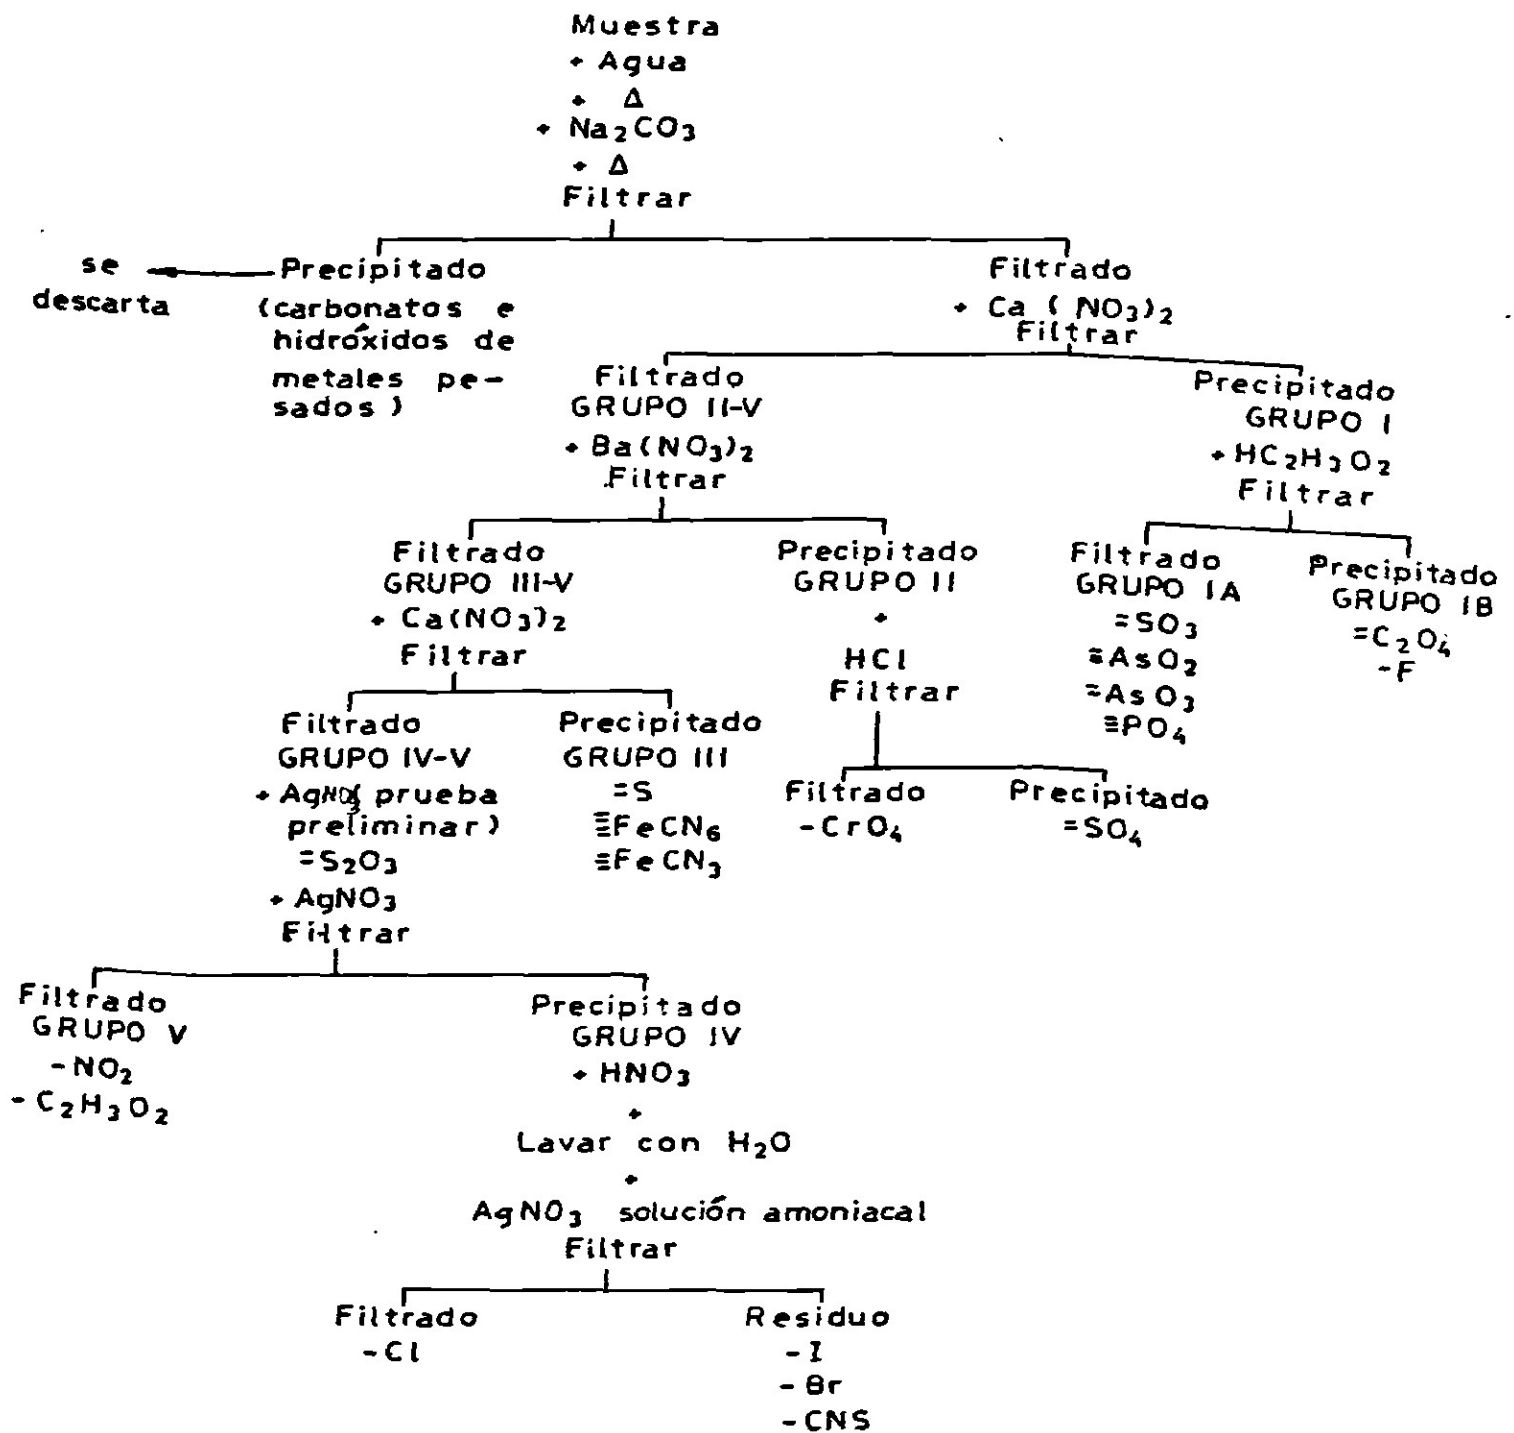 Muestra
+ Agua
+ Δ
+ Na₂CO₃
+ Δ
Filtrar
se
descarta
Precipitado
(carbonatos e
hidróxidos de
metales pe-
sados)
Filtrado
+ Ca (NO₃)₂
Filtrar
Filtrado
GRUPO II-V
+ Ba(NO₃)₂
Filtrar
Precipitado
GRUPO I
+ HC₂H₃O₂
Filtrar
Filtrado
GRUPO III-V
+ Ca(NO₃)₂
Filtrar
Precipitado
GRUPO II
+
HCl
Filtrar
Filtrado
GRUPO IA
=SO₃
≡AsO₂
=AsO₃
≡PO₄
Precipitado
GRUPO IB
=C₂O₄
-F
Filtrado
GRUPO IV-V
+ AgNO₃( prueba
preliminar)
=S₂O₃
+ AgNO₃
Filtrar
Precipitado
GRUPO III
=S
≣FeCN₆
≡FeCN₃
Filtrado
-CrO₄
Precipitado
=SO₄
Filtrado
GRUPO V
-NO₂
-C₂H₃O₂
Precipitado
GRUPO IV
+ HNO₃
+
Lavar con H₂O
+
AgNO₃ solución amoniacal
Filtrar
Filtrado
-Cl
Residuo
-I
-Br
-CNS